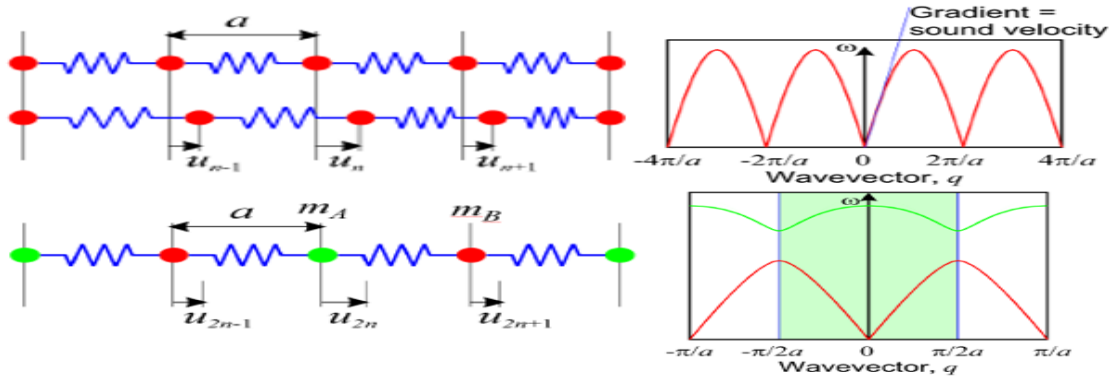 a
u_{n-1} u_n u_{n+1}
a m_A m_B
u_{2n-1} u_{2n} u_{2n+1}
Gradient =
sound velocity
ω
-4π/a -2π/a 0 2π/a 4π/a
Wavevector, q
ω
-π/a -π/2a 0 π/2a π/a
Wavevector, q